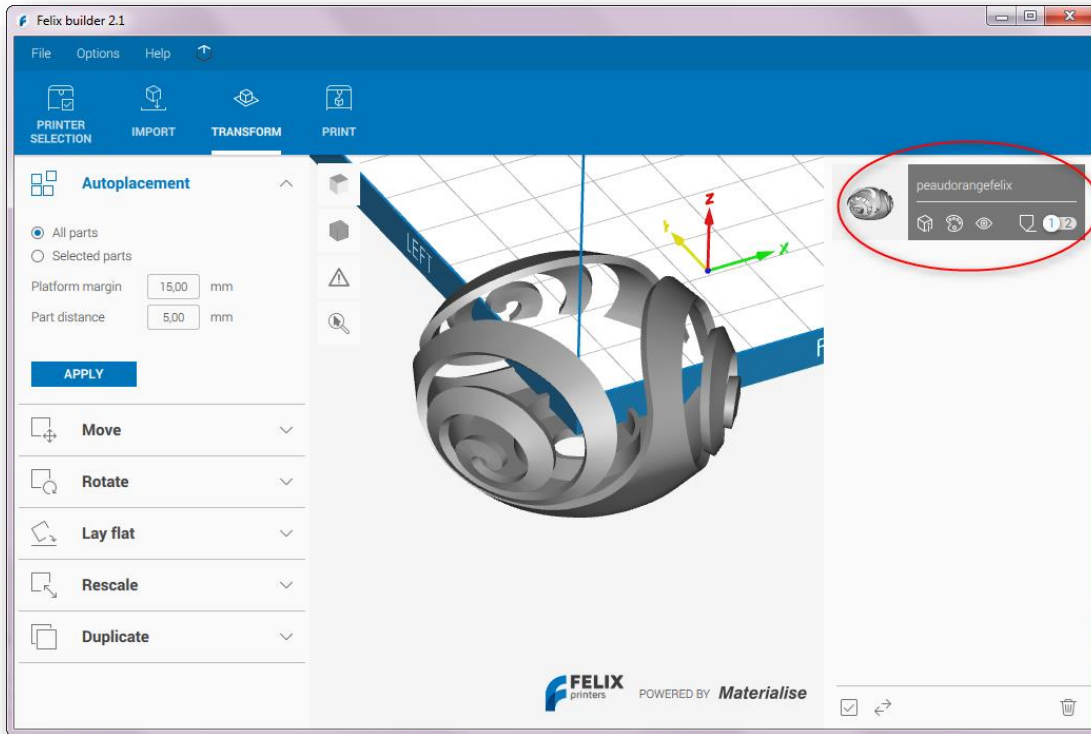 Felix builder 2.1
File Options Help
PRINTER
SELECTION
IMPORT
TRANSFORM
PRINT
Autoplacement
All parts
Selected parts
Platform margin 15,00 mm
Part distance 5,00 mm
APPLY
Move
Rotate
Lay flat
Rescale
Duplicate
LEFT
Z
Y
X
F
peaudorangefelix
1 2
FELIX
printers
POWERED BY Materialise